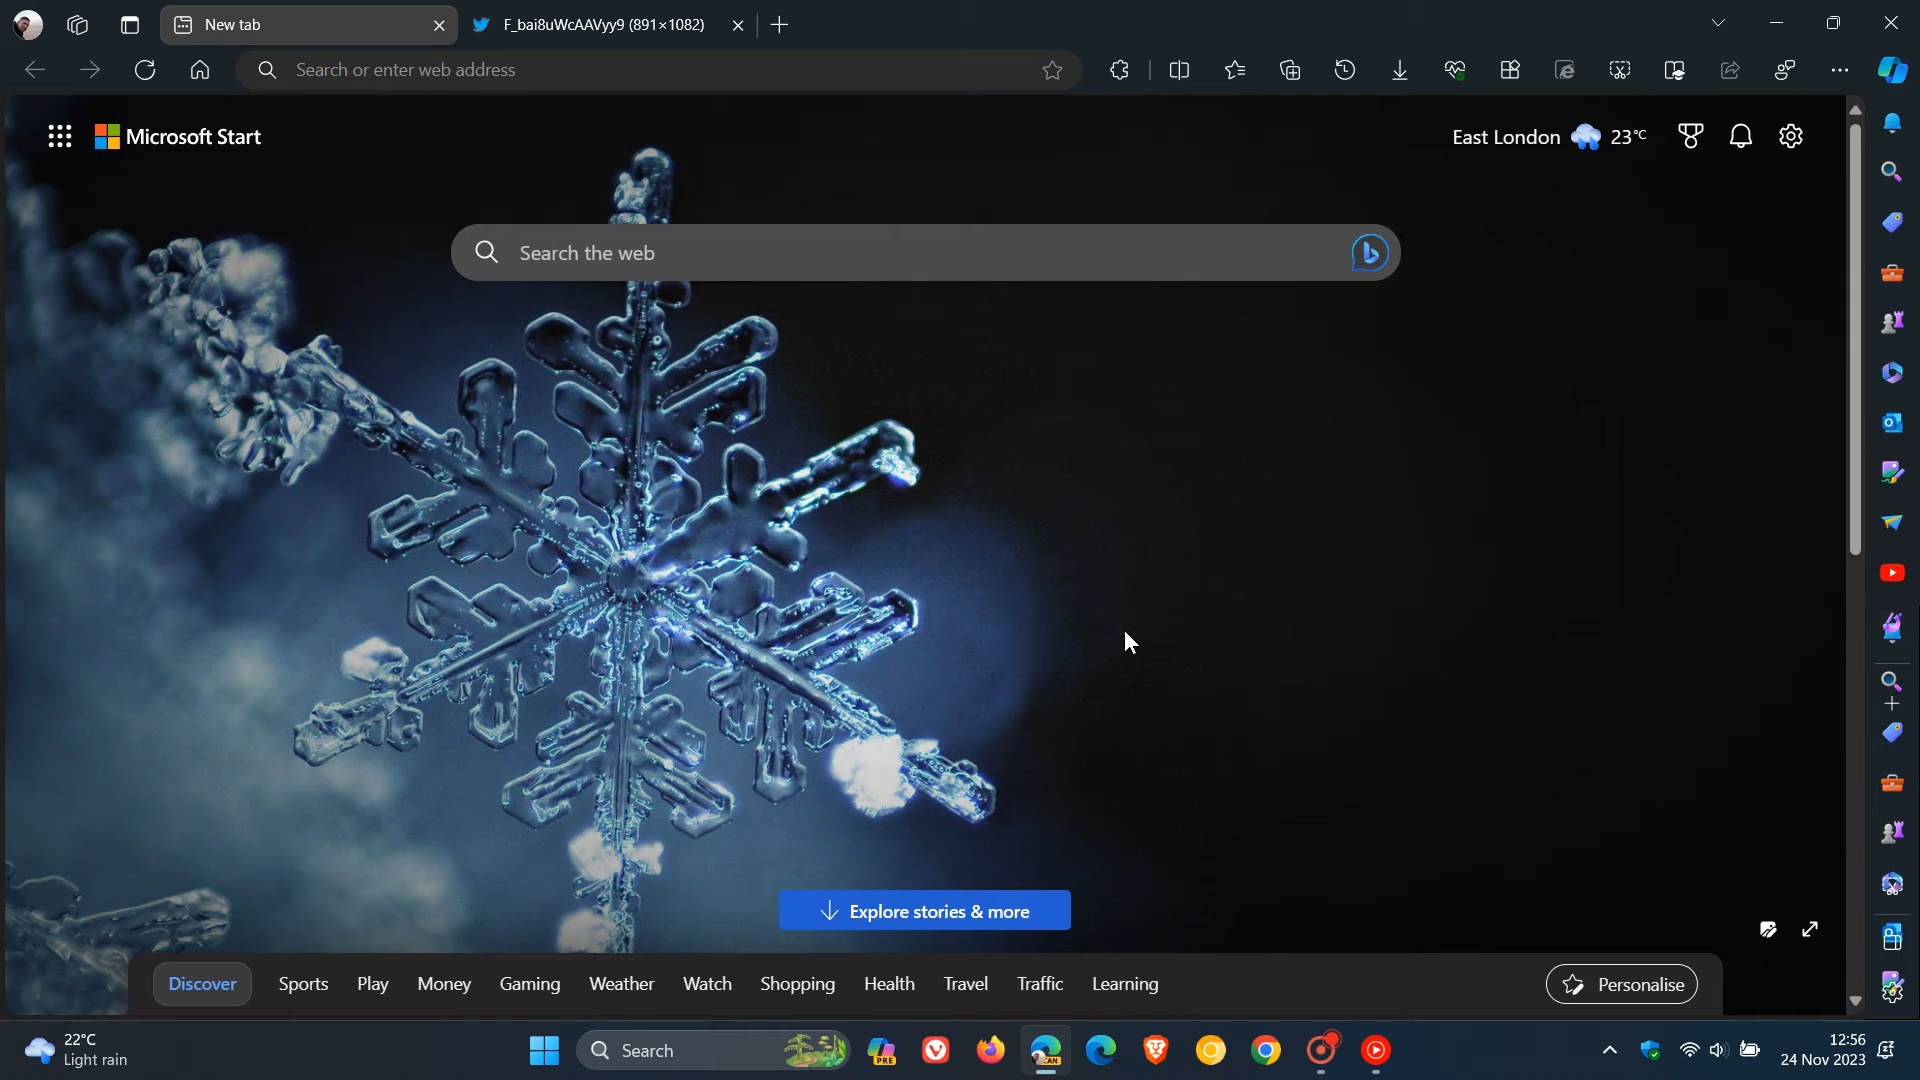 New tab
F_bai8uWcAAVyy9 (891×1082)
Search or enter web address
Microsoft Start
East London 23°C
Search the web
Explore stories & more
Discover Sports Play Money Gaming Weather Watch Shopping Health Travel Traffic Learning Personalise
22°C
Light rain
Search
PRE
CAN
12:56
24 Nov 2023